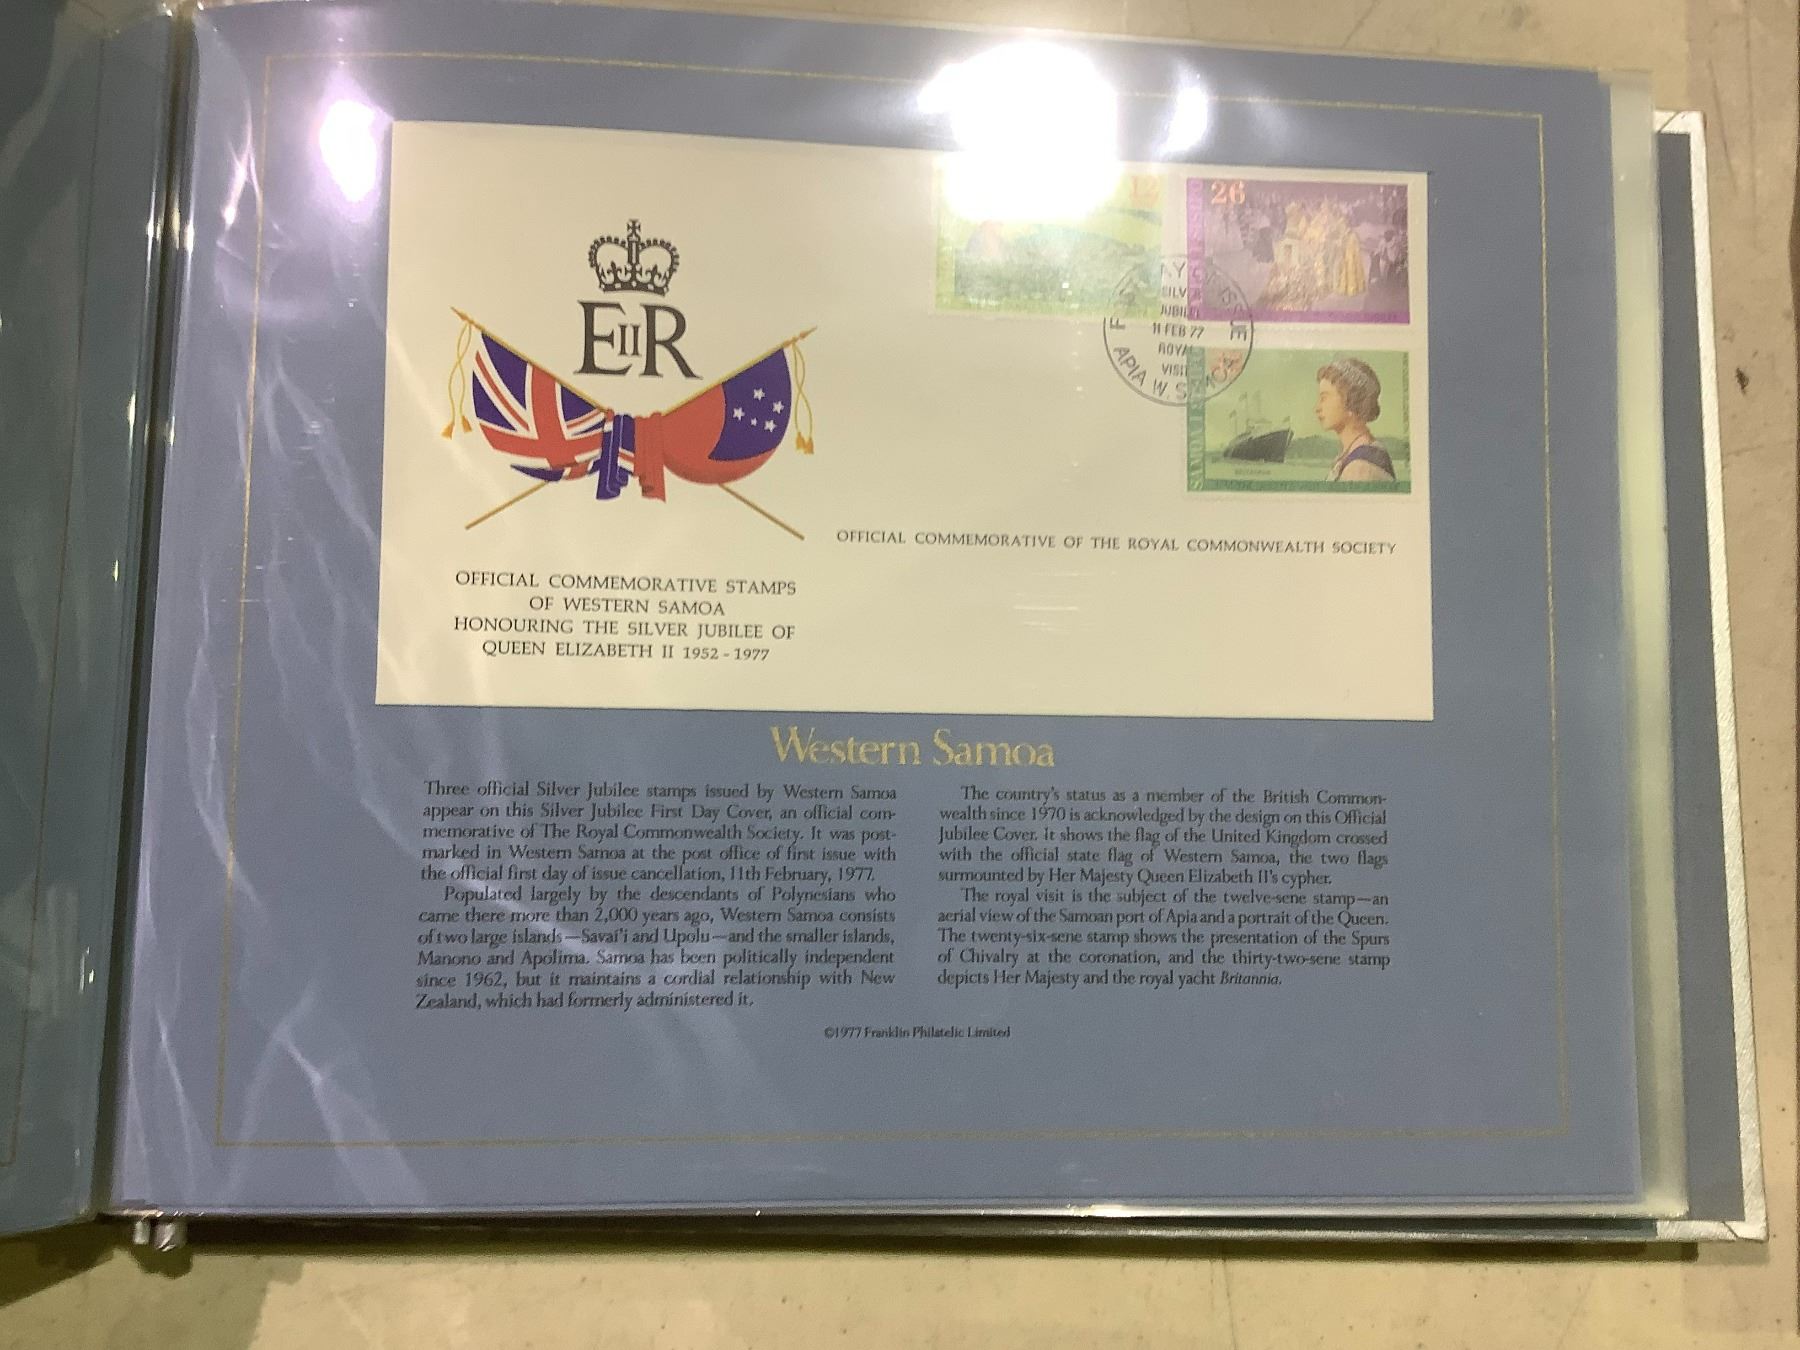 EIIR
12
26
FIRST DAY OF ISSUE
SILV
JUBIL
11 FEB 77
ROYA
VISI
APIA W. SAMOA
OFFICIAL COMMEMORATIVE OF THE ROYAL COMMONWEALTH SOCIETY
OFFICIAL COMMEMORATIVE STAMPS
OF WESTERN SAMOA
HONOURING THE SILVER JUBILEE OF
QUEEN ELIZABETH II 1952 - 1977
Western Samoa
Three official Silver Jubilee stamps issued by Western Samoa
appear on this Silver Jubilee First Day Cover, an official com-
memorative of The Royal Commonwealth Society. It was post-
marked in Western Samoa at the post office of first issue with
the official first day of issue cancellation, 11th February, 1977.
Populated largely by the descendants of Polynesians who
came there more than 2,000 years ago, Western Samoa consists
of two large islands—Savai'i and Upolu—and the smaller islands,
Manono and Apolima. Samoa has been politically independent
since 1962, but it maintains a cordial relationship with New
Zealand, which had formerly administered it.
The country's status as a member of the British Common-
wealth since 1970 is acknowledged by the design on this Official
Jubilee Cover. It shows the flag of the United Kingdom crossed
with the official state flag of Western Samoa, the two flags
surmounted by Her Majesty Queen Elizabeth II's cypher.
The royal visit is the subject of the twelve-sene stamp—an
aerial view of the Samoan port of Apia and a portrait of the Queen.
The twenty-six-sene stamp shows the presentation of the Spurs
of Chivalry at the coronation, and the thirty-two-sene stamp
depicts Her Majesty and the royal yacht Britannia.
©1977 Franklin Philatelic Limited